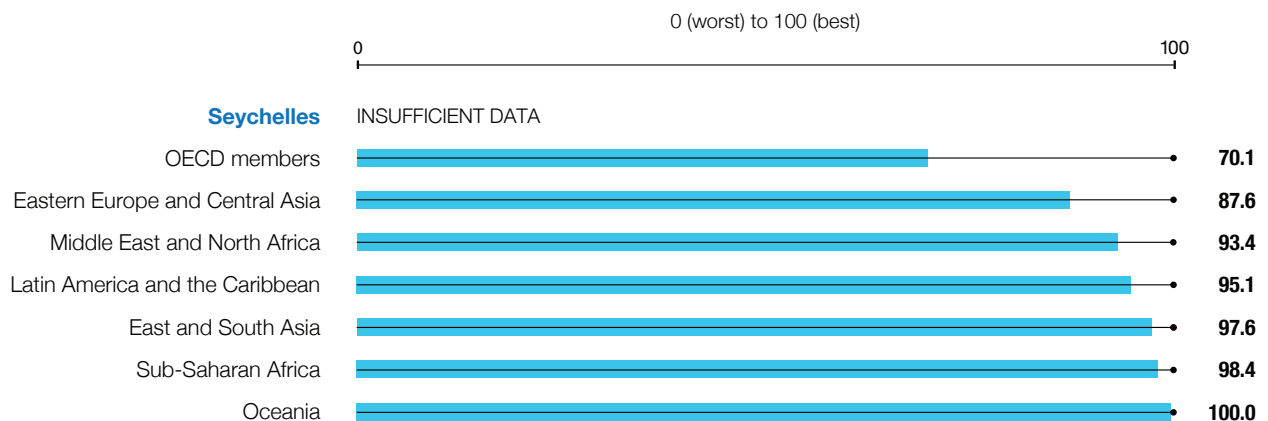 0 (worst) to 100 (best)
0 100
Seychelles INSUFFICIENT DATA
OECD members 70.1
Eastern Europe and Central Asia 87.6
Middle East and North Africa 93.4
Latin America and the Caribbean 95.1
East and South Asia 97.6
Sub-Saharan Africa 98.4
Oceania 100.0